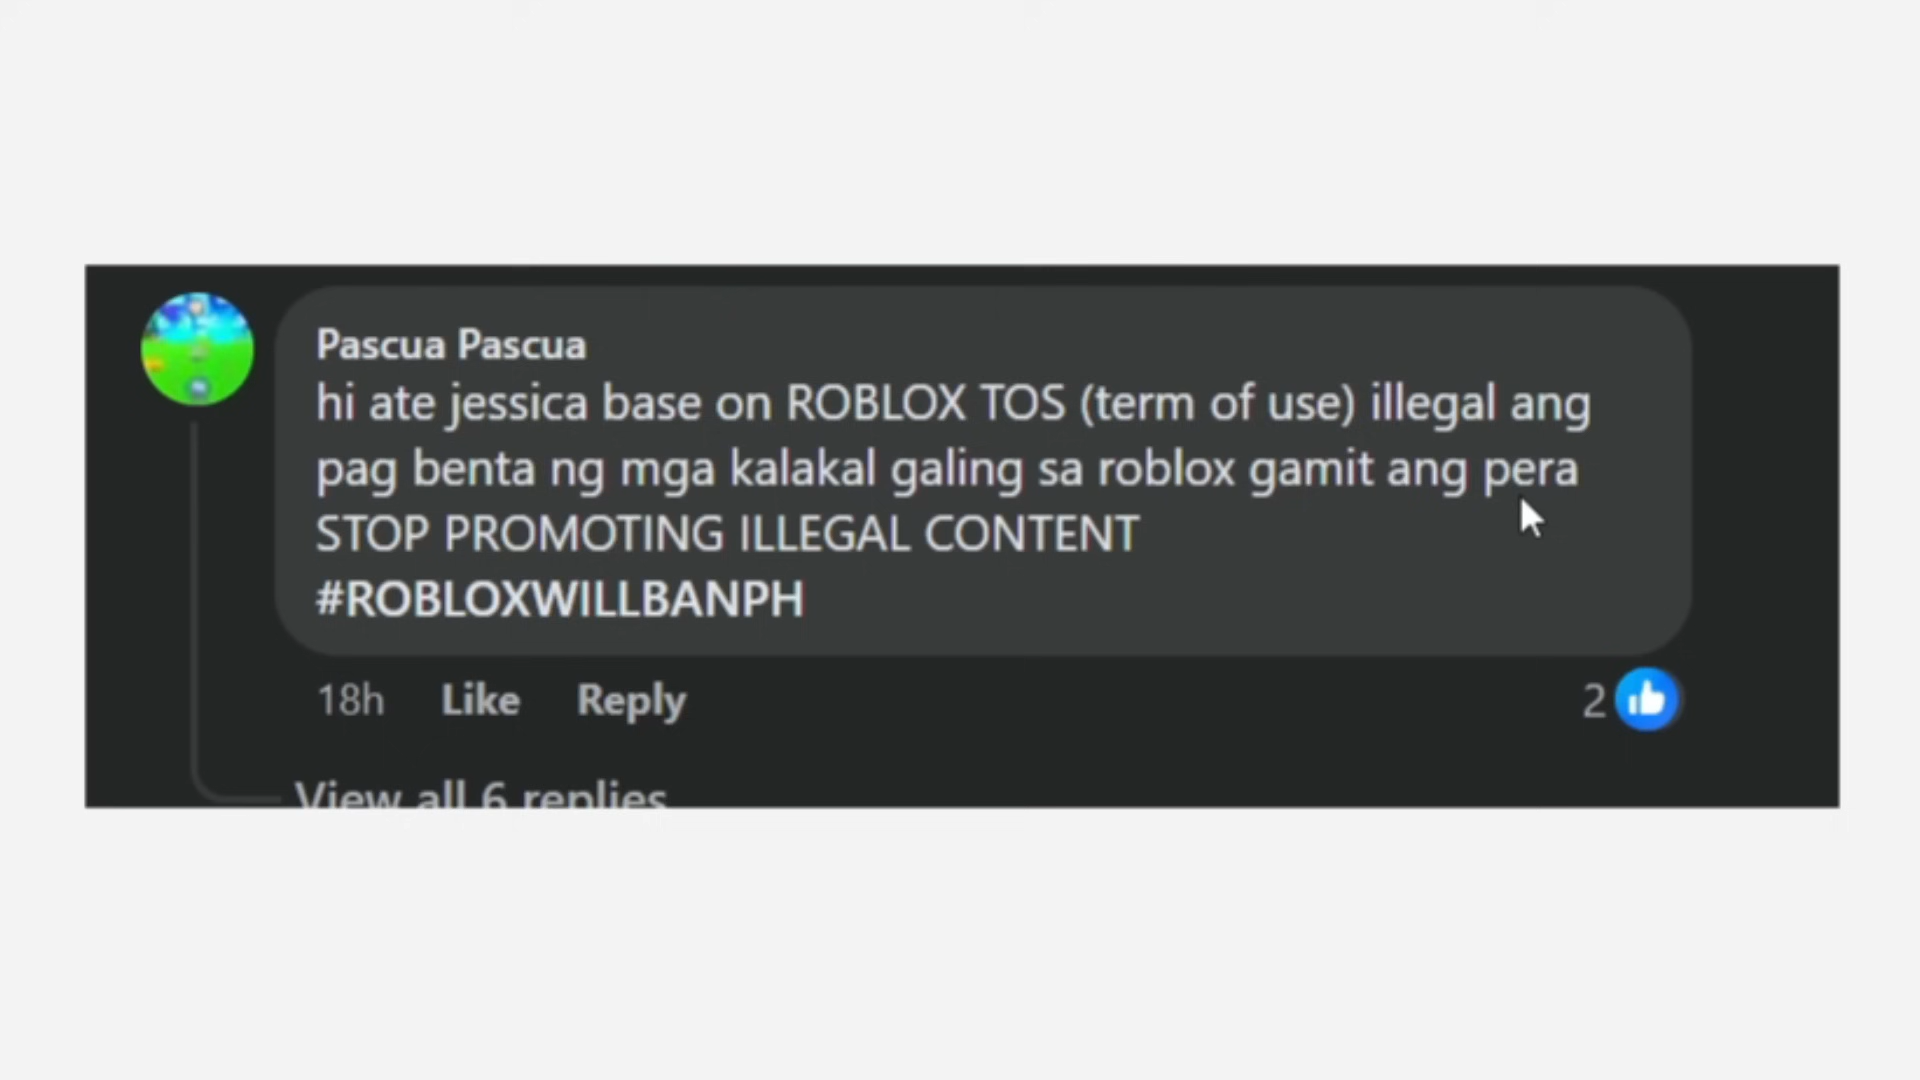 Pascua Pascua
hi ate jessica base on ROBLOX TOS (term of use) illegal ang
pag benta ng mga kalakal galing sa roblox gamit ang pera
STOP PROMOTING ILLEGAL CONTENT
#ROBLOXWILLBANPH
18h Like Reply 2
View all 6 replies